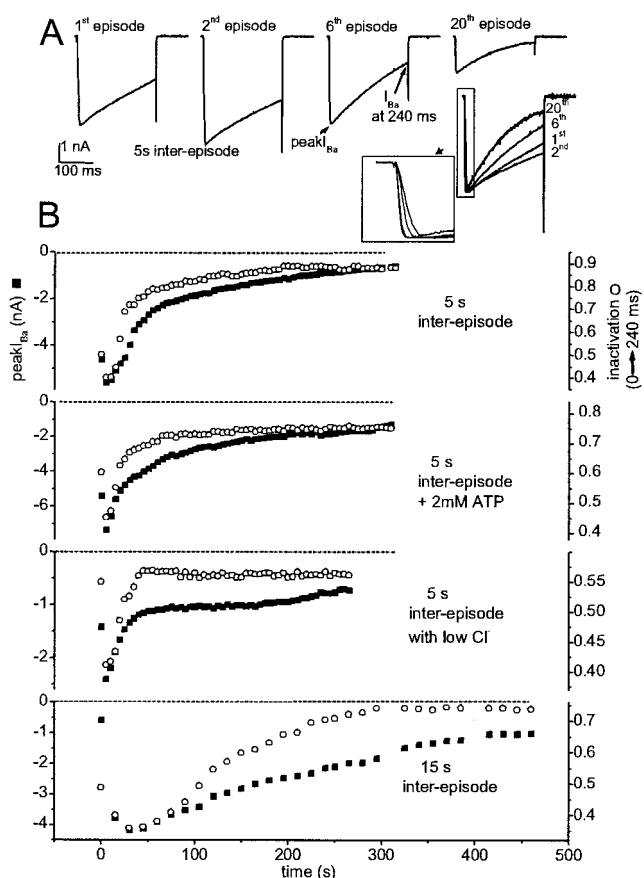 A
1st episode
2nd episode
6th episode
20th episode
IBa
at 240 ms
peakIBa
1 nA
100 ms
5s inter-episode
20th
6th
1st
2nd
B
peakIBa (nA) ■
0
-2
-4
0.9
0.8
0.7
0.6
0.5
0.4
inactivation O
(0 → 240 ms)
5 s
inter-episode
0
-2
-4
-6
0.8
0.7
0.6
0.5
0.4
5 s
inter-episode
+ 2mM ATP
0
-1
-2
0.55
0.50
0.45
0.40
5 s
inter-episode
with low Cl-
0
-1
-2
-3
-4
0.7
0.6
0.5
0.4
15 s
inter-episode
0
100
200
300
400
500
time (s)